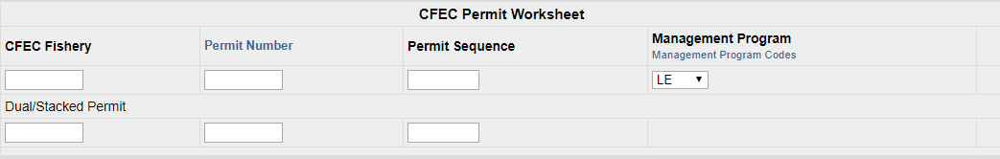 CFEC Permit Worksheet
CFEC Fishery Permit Number Permit Sequence Management Program
Management Program Codes
LE
Dual/Stacked Permit